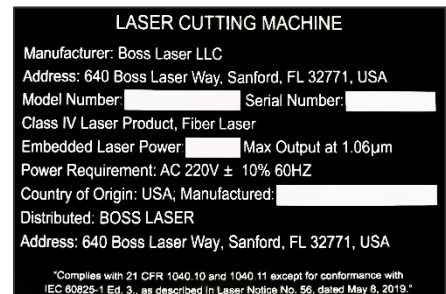 LASER CUTTING MACHINE
Manufacturer: Boss Laser LLC
Address: 640 Boss Laser Way, Sanford, FL 32771, USA
Model Number: Serial Number:
Class IV Laser Product, Fiber Laser
Embedded Laser Power: Max Output at 1.06μm
Power Requirement: AC 220V ± 10% 60HZ
Country of Origin: USA; Manufactured:
Distributed: BOSS LASER
Address: 640 Boss Laser Way, Sanford, FL 32771, USA
"Complies with 21 CFR 1040.10 and 1040.11 except for conformance with
IEC 60825-1 Ed. 3., as described in Laser Notice No. 56, dated May 8, 2019."